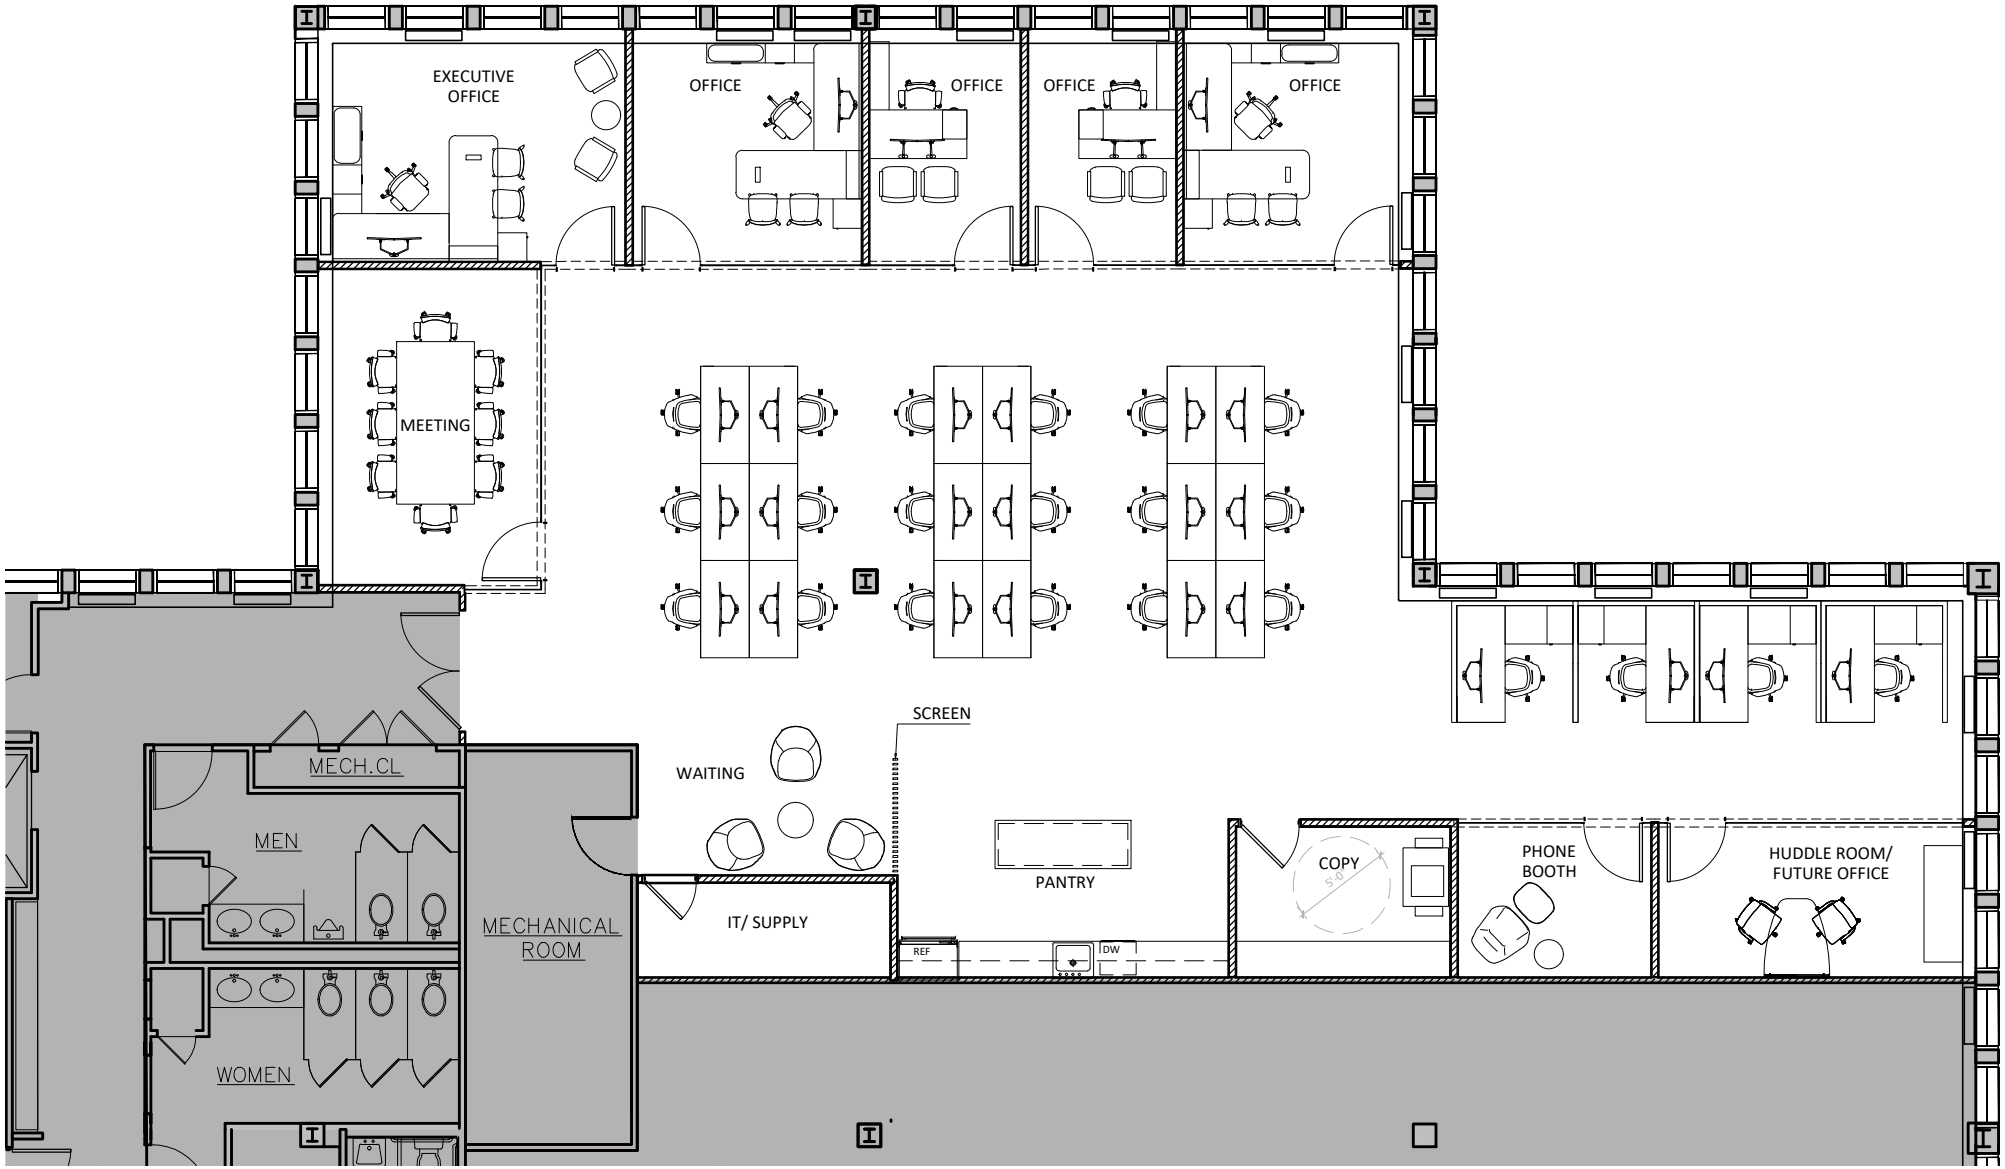 EXECUTIVE
OFFICE
OFFICE
OFFICE
OFFICE
OFFICE
MEETING
SCREEN
WAITING
MECH.CL
MEN
PANTRY
COPY
5'-0"
PHONE
BOOTH
HUDDLE ROOM/
FUTURE OFFICE
MECHANICAL
ROOM
IT/ SUPPLY
REF
DW
WOMEN